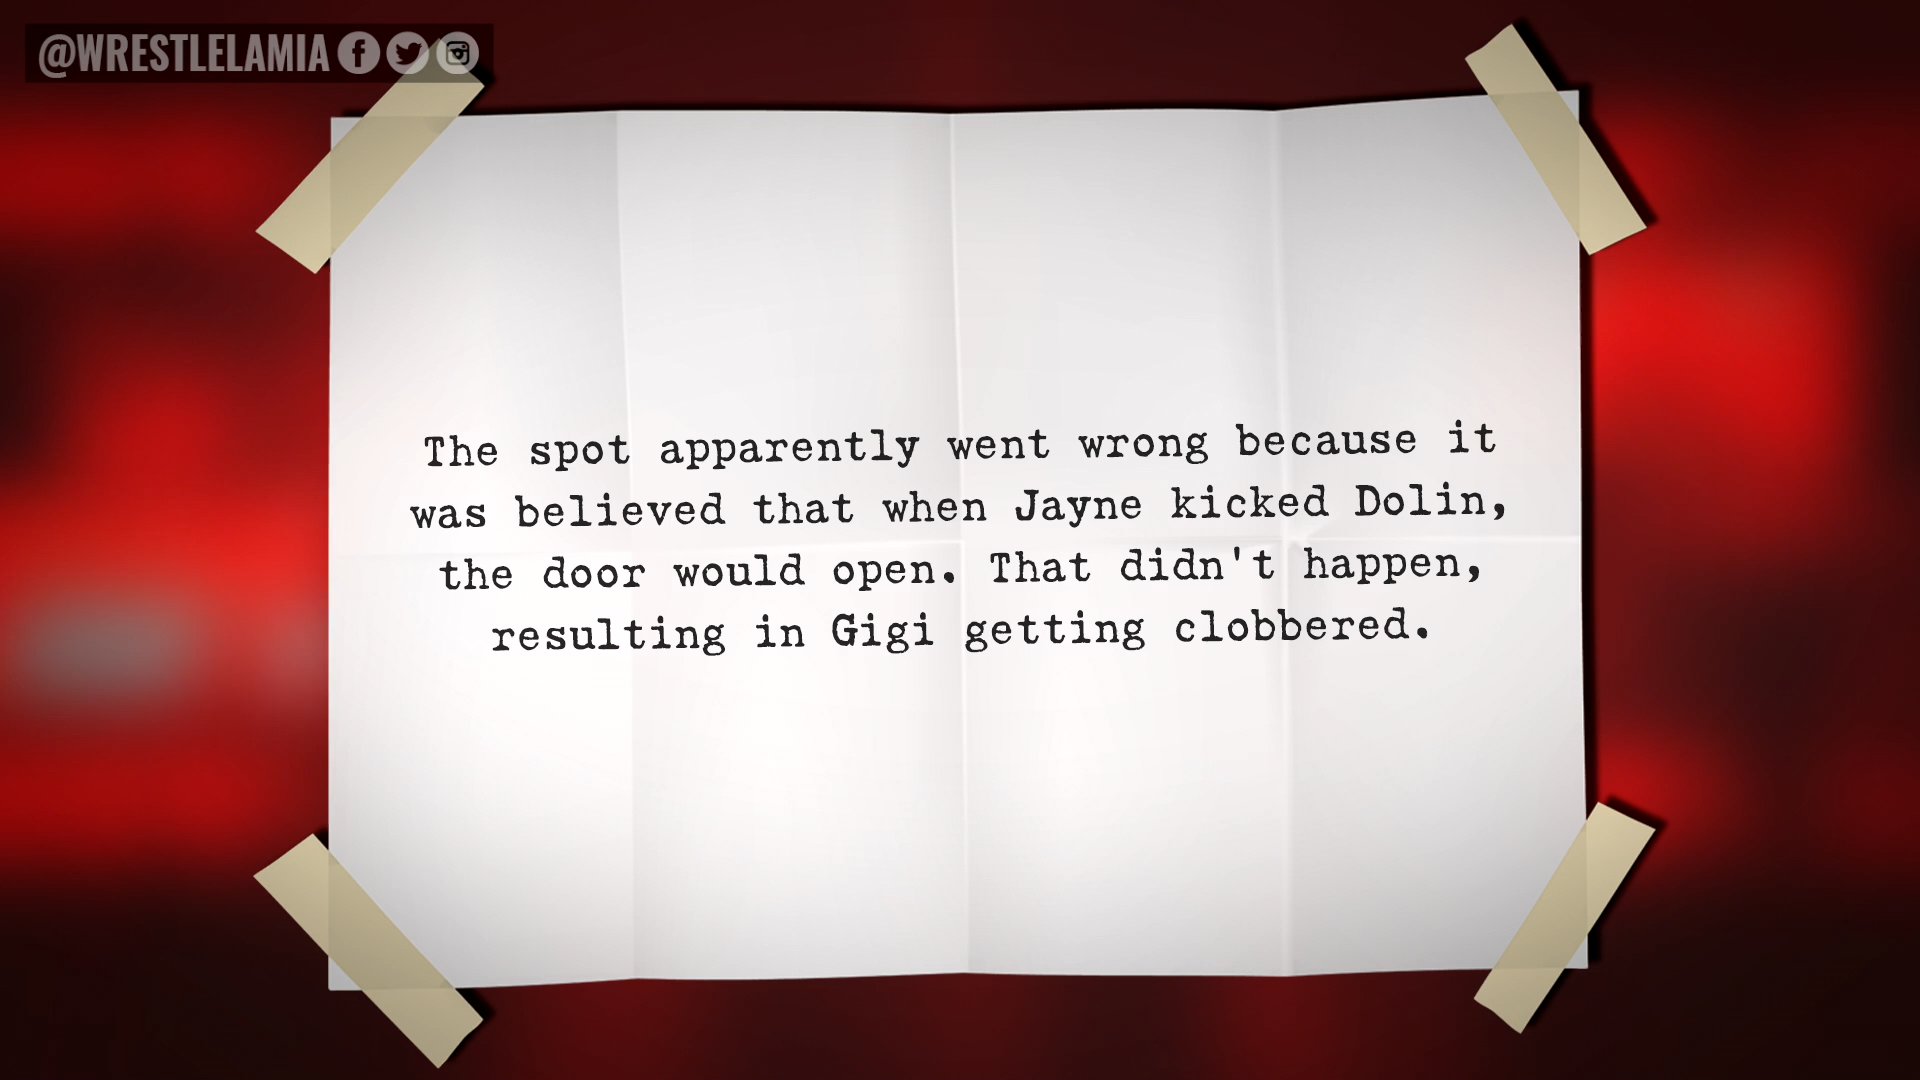 @WRESTLELAMIA
The spot apparently went wrong because it
was believed that when Jayne kicked Dolin,
the door would open. That didn't happen,
resulting in Gigi getting clobbered.